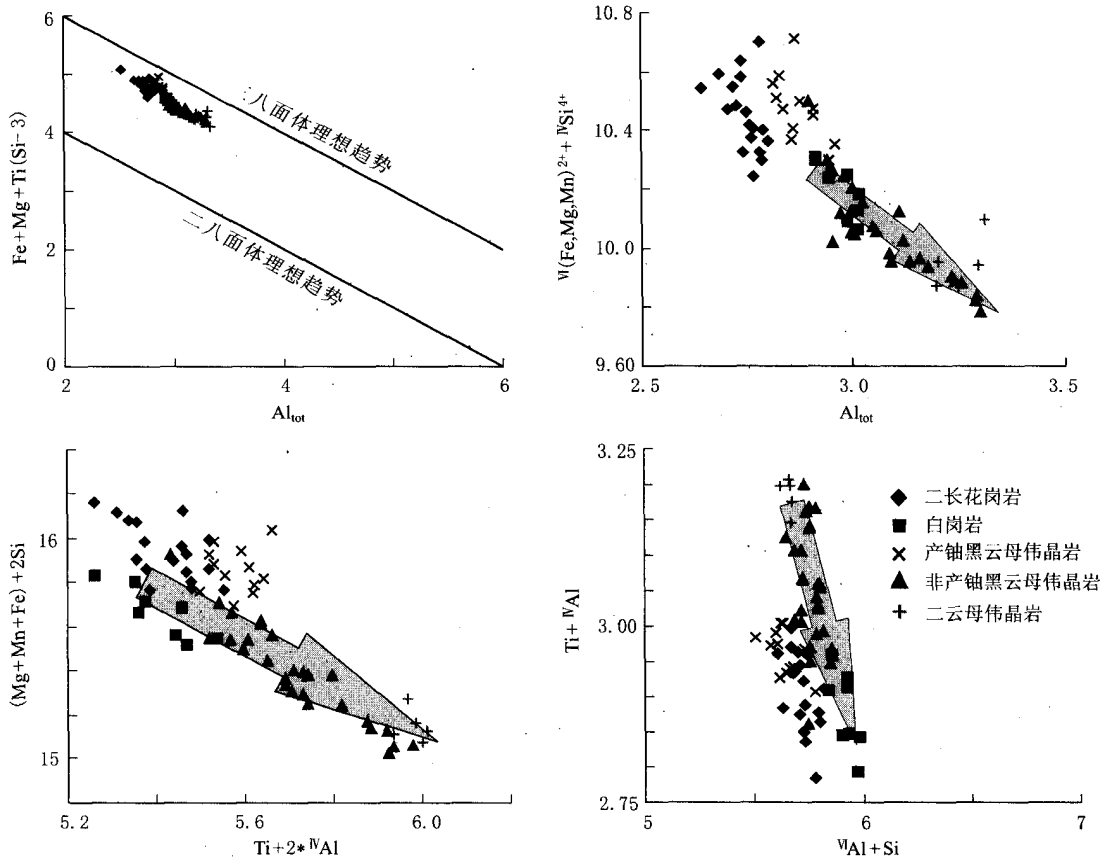 6
4
2
0
2
4
6
Fe+Mg+Ti(Si-3)
Al_tot
三八面体理想趋势
二八面体理想趋势
10.8
10.4
10.0
9.60
2.5
3.0
3.5
ⱽᴵ(Fe,Mg,Mn)²⁺+ᴵⱽSi⁴⁺
Al_tot
16
15
5.2
5.6
6.0
(Mg+Mn+Fe)+2Si
Ti+2*ᴵⱽAl
3.25
3.00
2.75
5
6
7
Ti+ᴵⱽAl
ⱽᴵAl+Si
二长花岗岩
白岗岩
产铀黑云母伟晶岩
非产铀黑云母伟晶岩
二云母伟晶岩